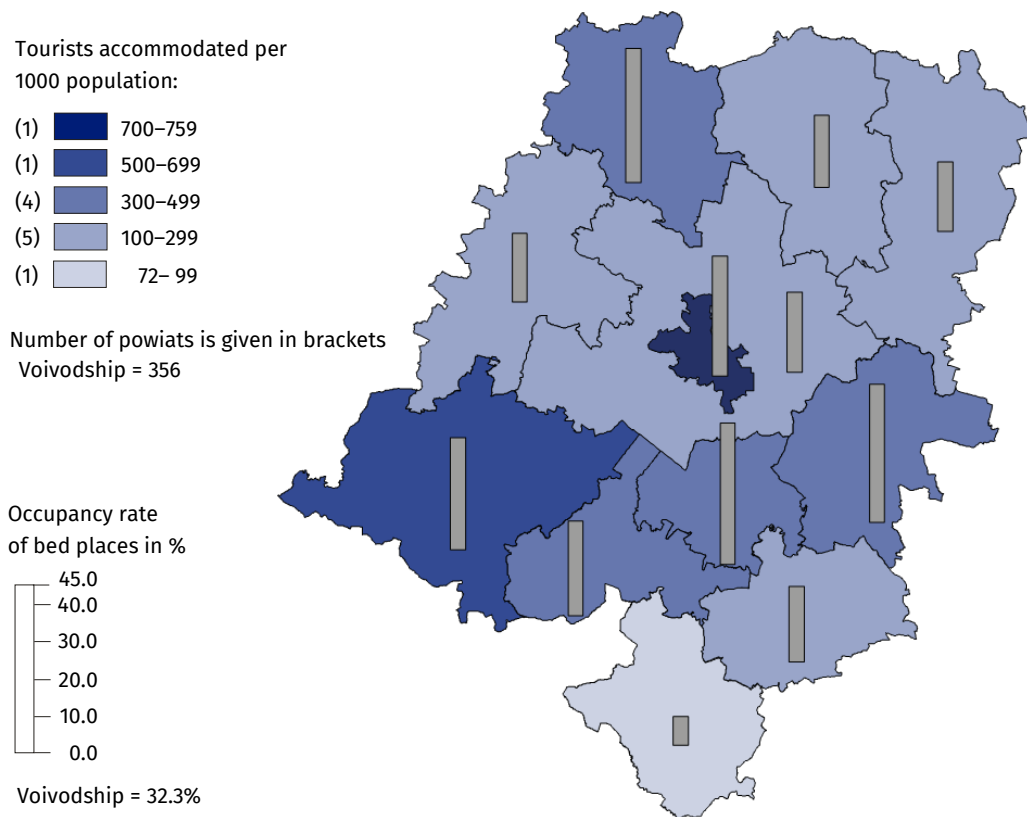 Tourists accommodated per
1000 population:
(1) 700–759
(1) 500–699
(4) 300–499
(5) 100–299
(1) 72– 99
Number of powiats is given in brackets
Voivodship = 356
Occupancy rate
of bed places in %
45.0
40.0
30.0
20.0
10.0
0.0
Voivodship = 32.3%